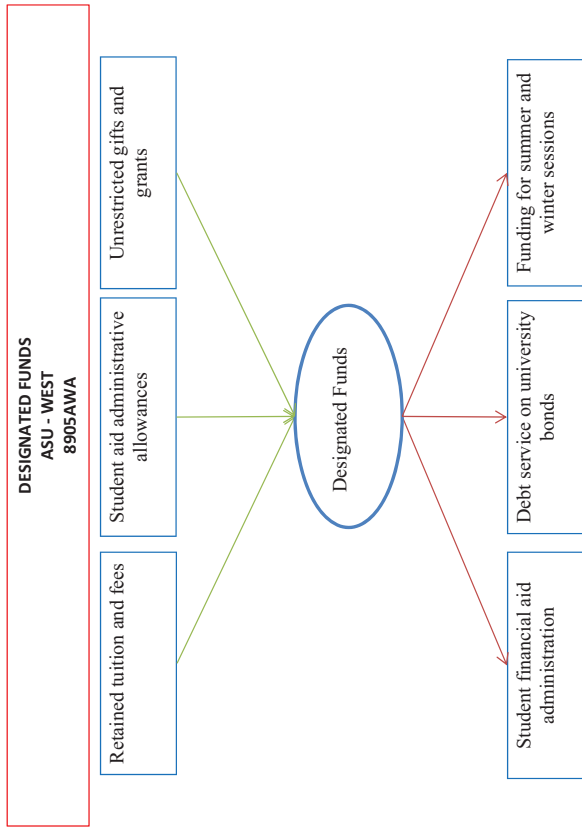 DESIGNATED FUNDS
ASU - WEST
8905AWA
Retained tuition and fees
Student aid administrative
allowances
Unrestricted gifts and
grants
Designated Funds
Student financial aid
administration
Debt service on university
bonds
Funding for summer and
winter sessions